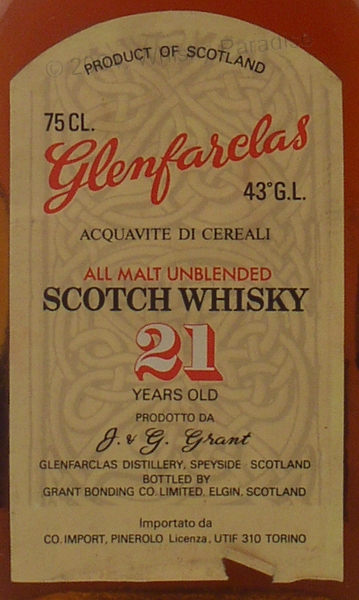 PRODUCT OF SCOTLAND
75 CL.
Glenfarclas
43° G.L.
ACQUAVITE DI CEREALI
ALL MALT UNBLENDED
SCOTCH WHISKY
21
YEARS OLD
PRODOTTO DA
J. & G. Grant
GLENFARCLAS DISTILLERY, SPEYSIDE SCOTLAND
BOTTLED BY
GRANT BONDING CO. LIMITED, ELGIN, SCOTLAND
Importato da
CO. IMPORT, PINEROLO Licenza, UTIF 310 TORINO